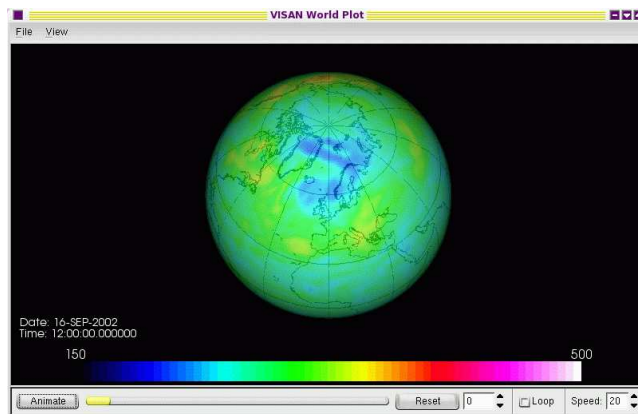 VISAN World Plot
File View
Date: 16-SEP-2002
Time: 12:00:00.000000
150 500
Animate Reset 0 Loop Speed: 20